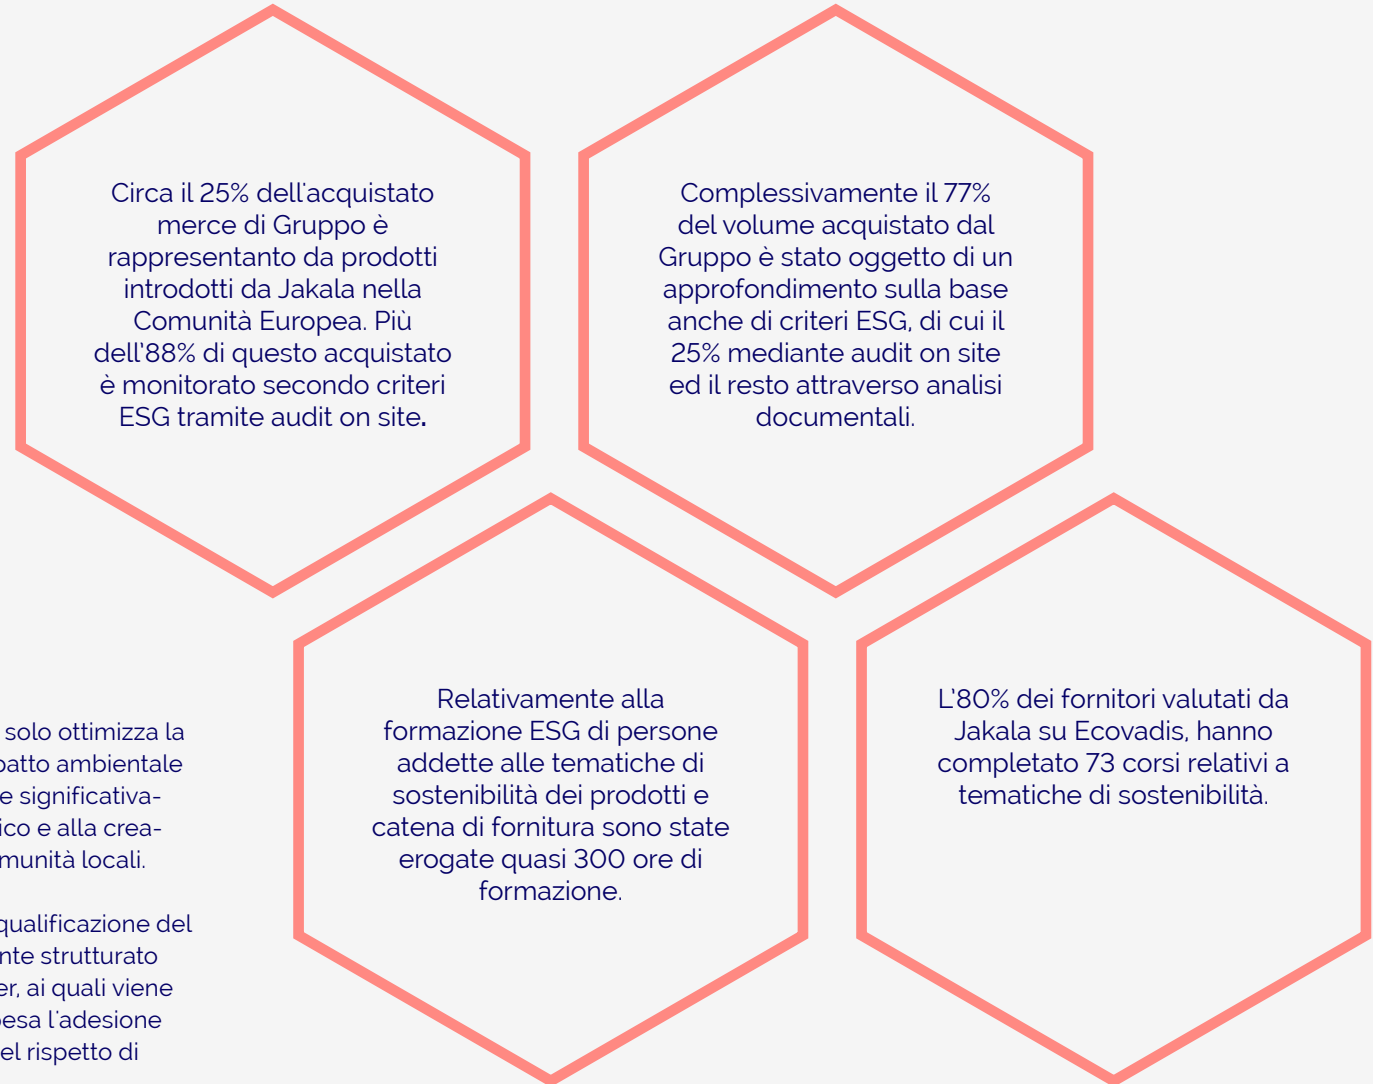 Circa il 25% dell'acquistato
merce di Gruppo è
rappresentanto da prodotti
introdotti da Jakala nella
Comunità Europea. Più
dell'88% di questo acquistato
è monitorato secondo criteri
ESG tramite audit on site.
Complessivamente il 77%
del volume acquistato dal
Gruppo è stato oggetto di un
approfondimento sulla base
anche di criteri ESG, di cui il
25% mediante audit on site
ed il resto attraverso analisi
documentali.
solo ottimizza la
patto ambientale
e significativa-
ico e alla crea-
munità locali.
qualificazione del
nte strutturato
er, ai quali viene
esa l'adesione
el rispetto di
Relativamente alla
formazione ESG di persone
addette alle tematiche di
sostenibilità dei prodotti e
catena di fornitura sono state
erogate quasi 300 ore di
formazione.
L'80% dei fornitori valutati da
Jakala su Ecovadis, hanno
completato 73 corsi relativi a
tematiche di sostenibilità.